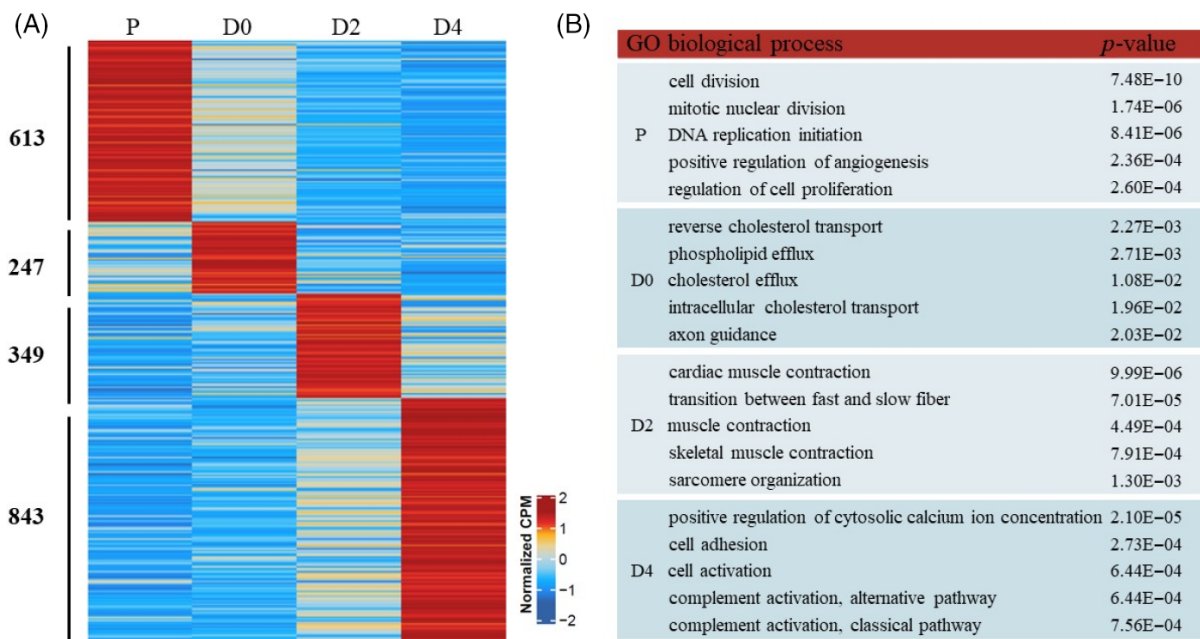 (A)
P D0 D2 D4
613
247
349
843
Normalized CPM
2
1
0
−1
−2
(B)
GO biological process p-value
cell division 7.48E−10
mitotic nuclear division 1.74E−06
P DNA replication initiation 8.41E−06
positive regulation of angiogenesis 2.36E−04
regulation of cell proliferation 2.60E−04
reverse cholesterol transport 2.27E−03
phospholipid efflux 2.71E−03
D0 cholesterol efflux 1.08E−02
intracellular cholesterol transport 1.96E−02
axon guidance 2.03E−02
cardiac muscle contraction 9.99E−06
transition between fast and slow fiber 7.01E−05
D2 muscle contraction 4.49E−04
skeletal muscle contraction 7.91E−04
sarcomere organization 1.30E−03
positive regulation of cytosolic calcium ion concentration 2.10E−05
cell adhesion 2.73E−04
D4 cell activation 6.44E−04
complement activation, alternative pathway 6.44E−04
complement activation, classical pathway 7.56E−04